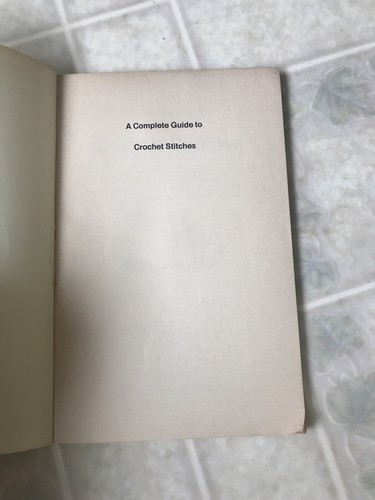 A Complete Guide to
Crochet Stitches